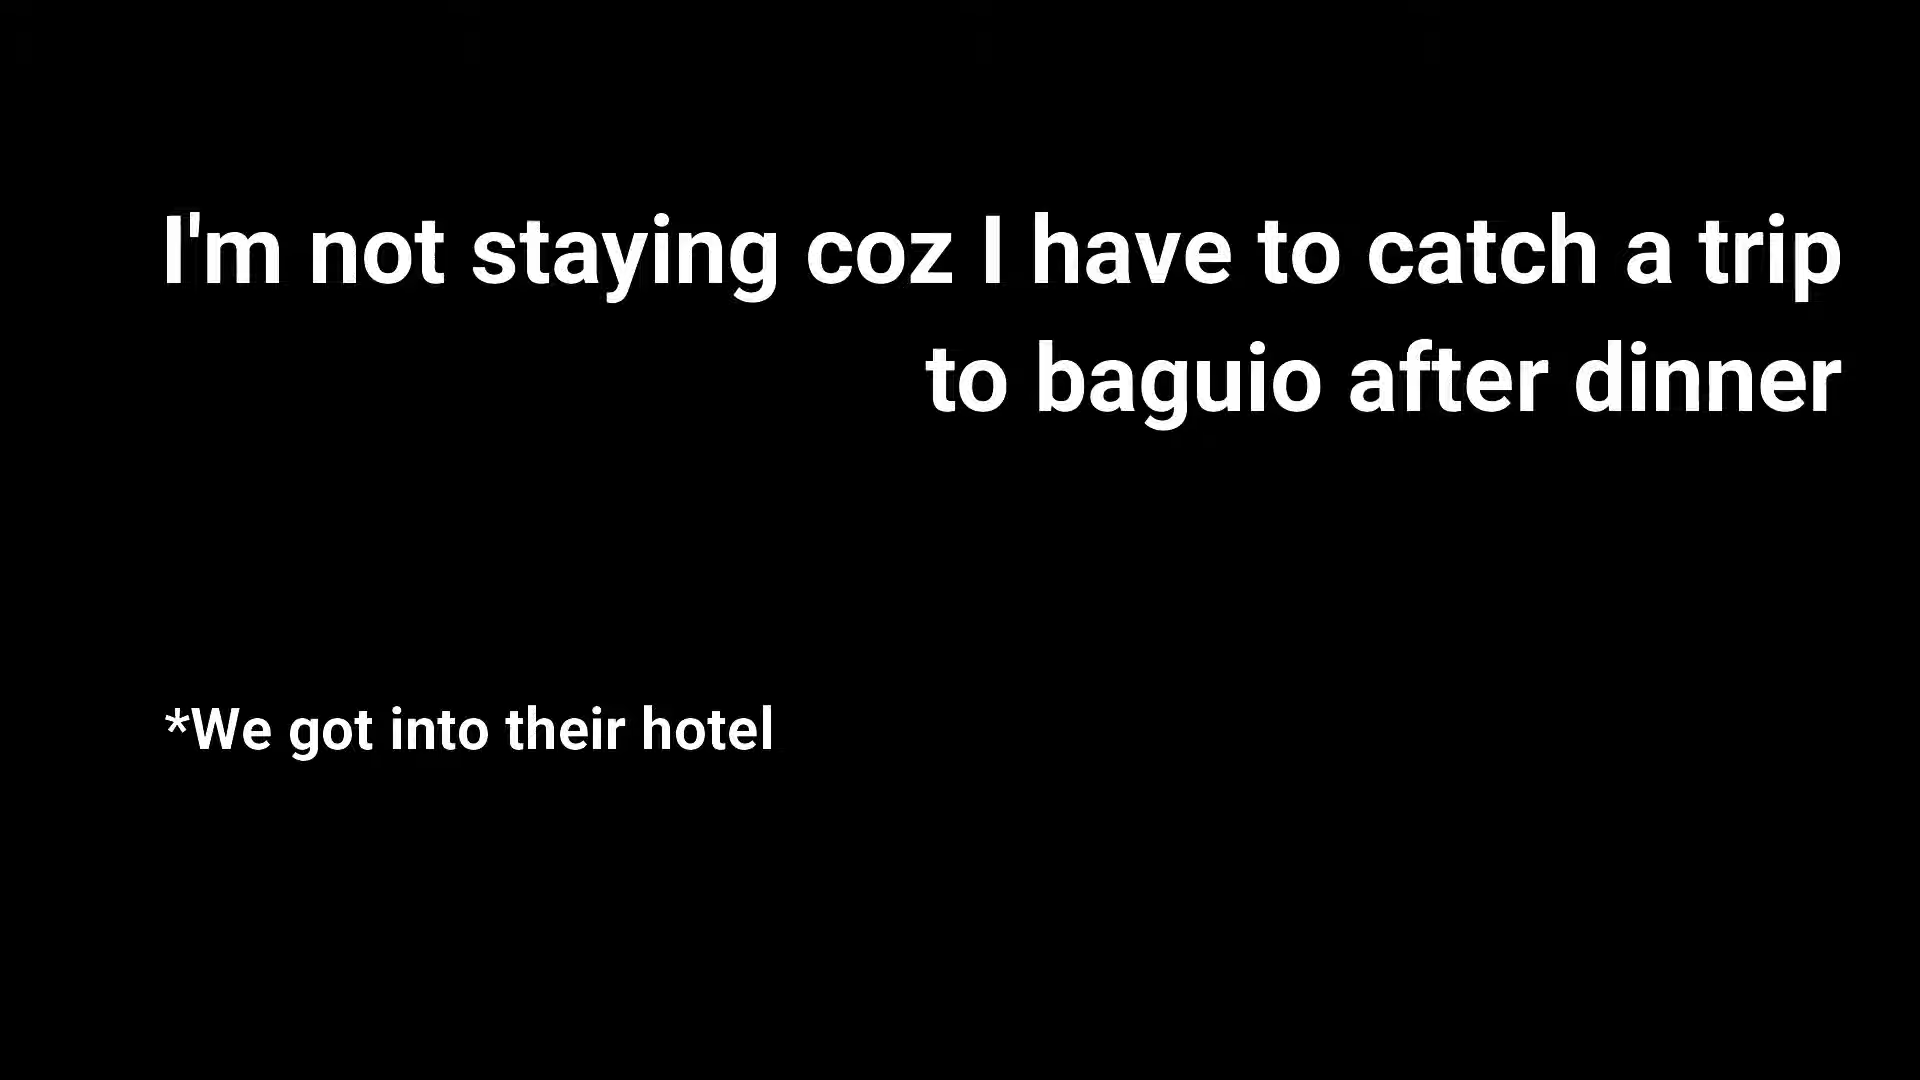 I'm not staying coz I have to catch a trip
to baguio after dinner
*We got into their hotel